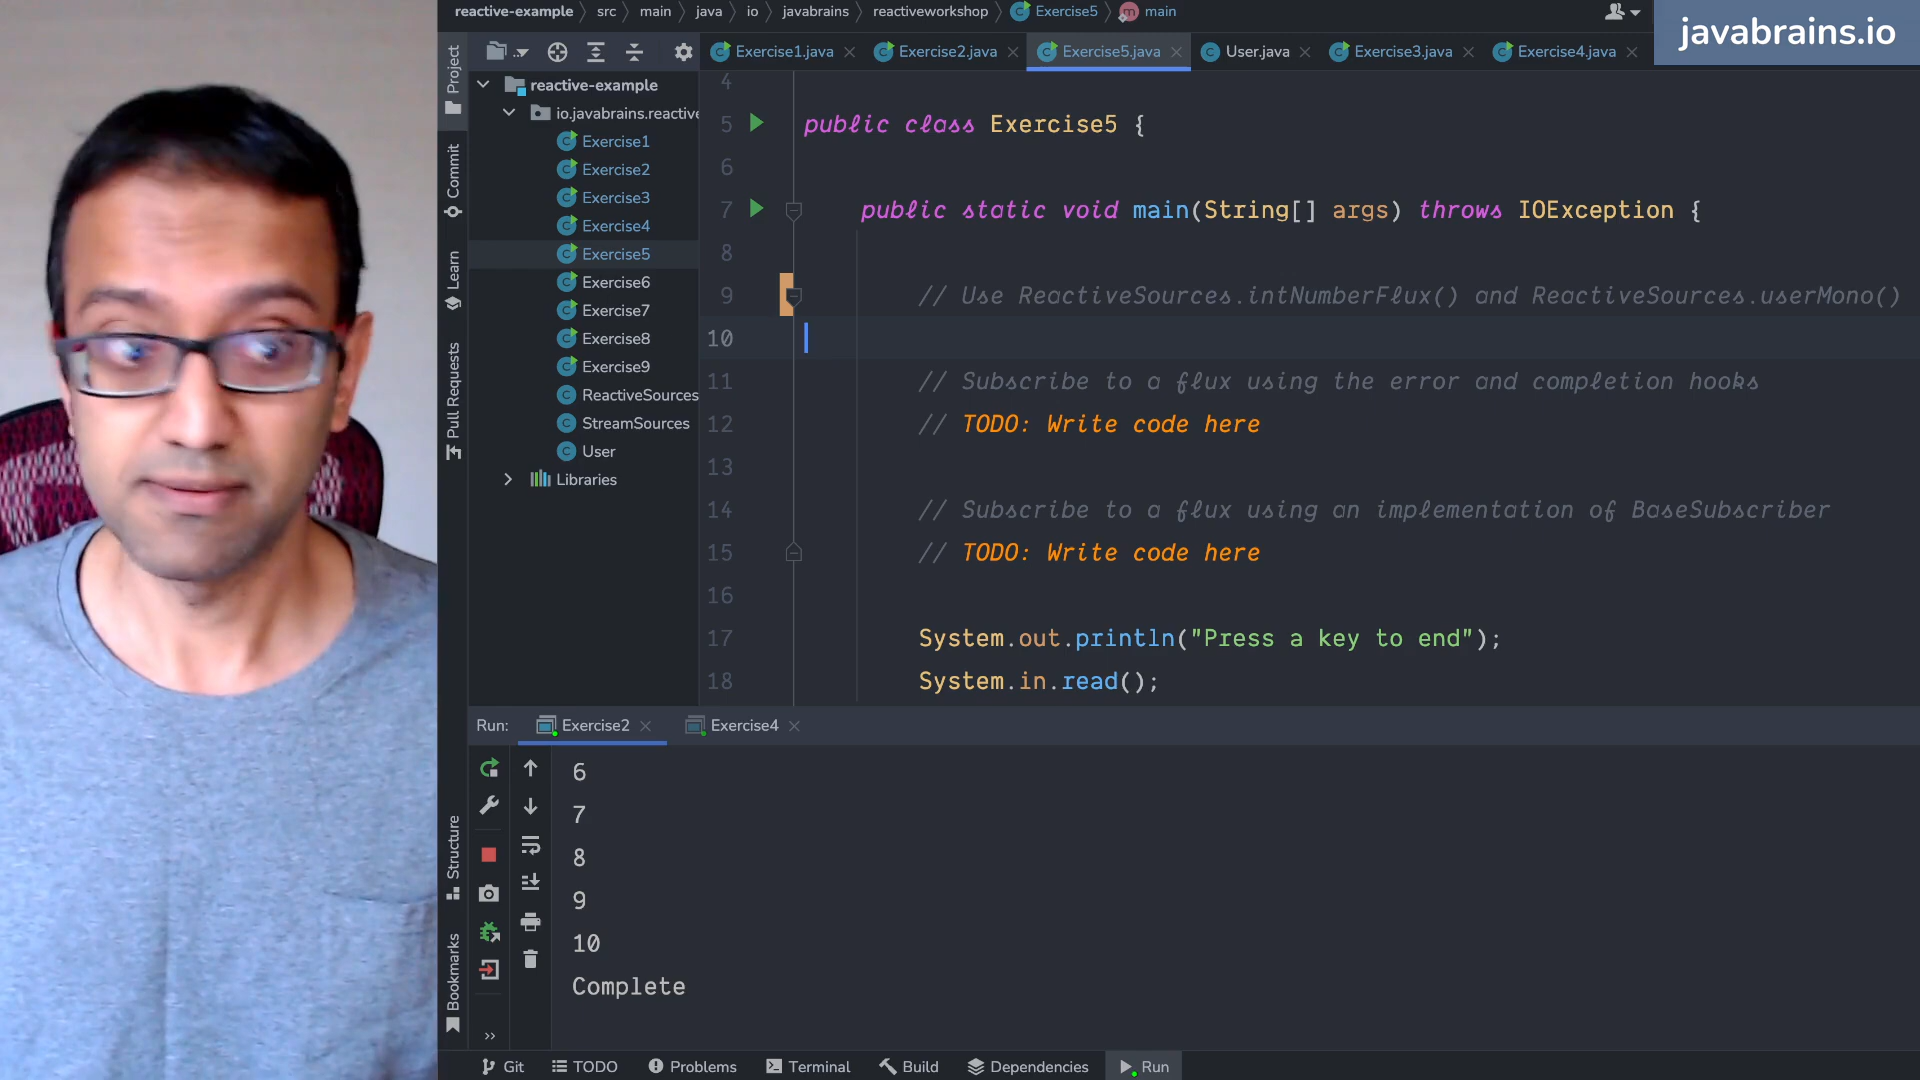 reactive-example src main java io javabrains reactiveworkshop Exercise5 main
javabrains.io
Project
Commit
Learn
Pull Requests
Structure
Bookmarks
Exercise1.java Exercise2.java Exercise5.java User.java Exercise3.java Exercise4.java
reactive-example
io.javabrains.reactive
Exercise1
Exercise2
Exercise3
Exercise4
Exercise5
Exercise6
Exercise7
Exercise8
Exercise9
ReactiveSources
StreamSources
User
Libraries
4
5 public class Exercise5 {
6
7 public static void main(String[] args) throws IOException {
8
9 // Use ReactiveSources.intNumberFlux() and ReactiveSources.userMono()
10
11 // Subscribe to a flux using the error and completion hooks
12 // TODO: Write code here
13
14 // Subscribe to a flux using an implementation of BaseSubscriber
15 // TODO: Write code here
16
17 System.out.println("Press a key to end");
18 System.in.read();
Run: Exercise2 Exercise4
6
7
8
9
10
Complete
Git TODO Problems Terminal Build Dependencies Run